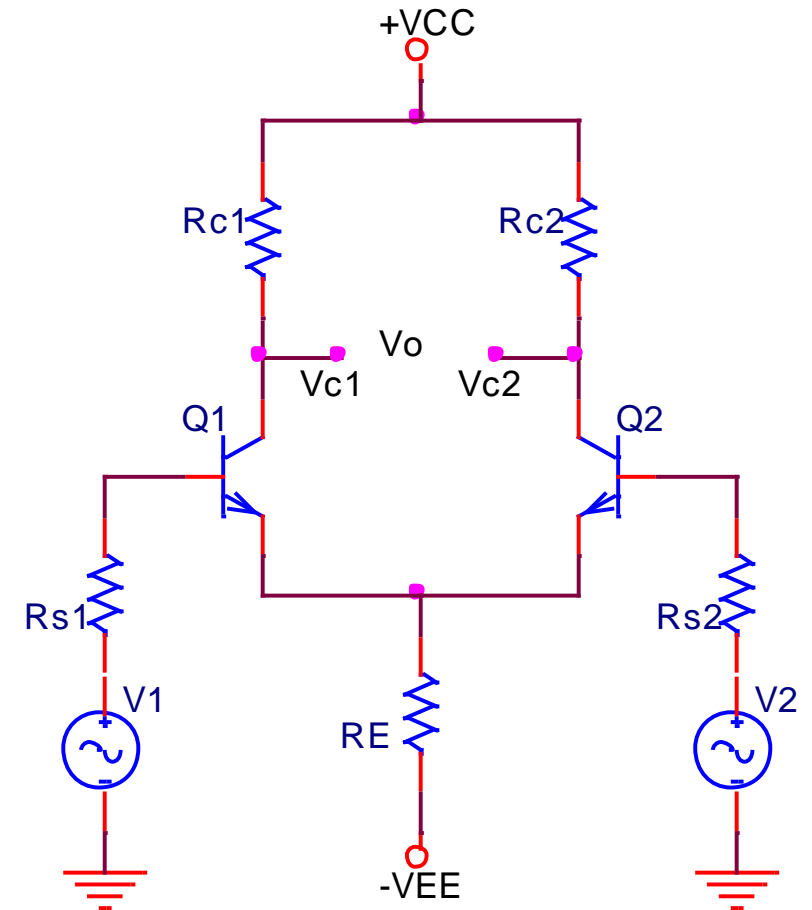 +VCC
Rc1 Rc2
Vo
Vc1 Vc2
Q1 Q2
Rs1 Rs2
V1 V2
RE
-VEE